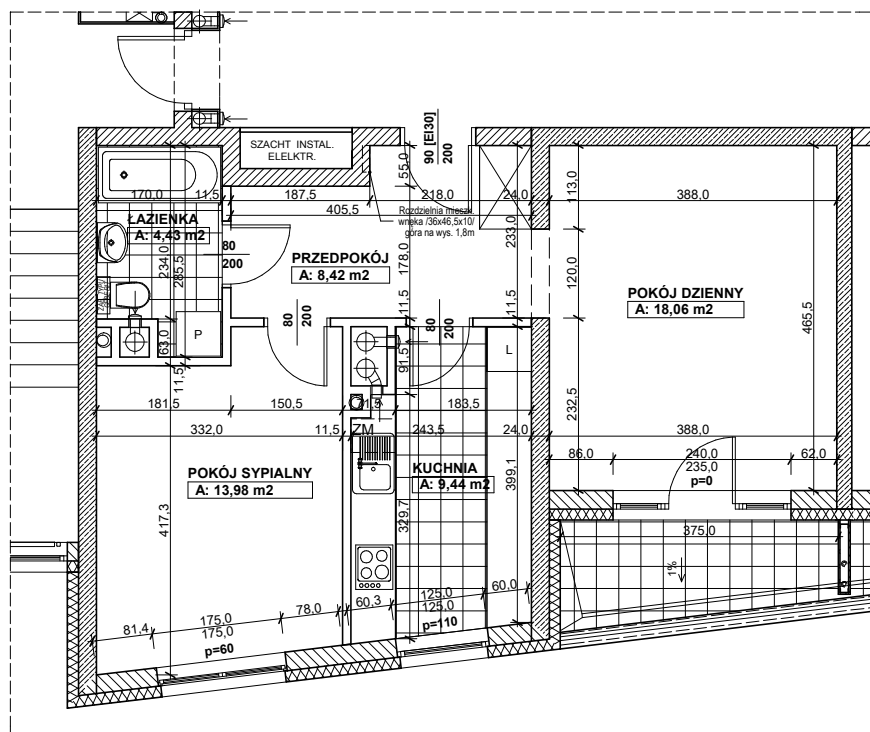 SZACHT INSTAL.
ELELKTR.
90 [EI30]
200
55,0
170,0
11,5
187,5
218,0
24,0
388,0
113,0
405,5
Rozdzielnia mieszk.
wnęka /36x46,5x10/
góra na wys. 1,8m
ŁAZIENKA
A: 4,43 m2
80
200
234,0
285,5
PRZEDPOKÓJ
A: 8,42 m2
178,0
233,0
120,0
POKÓJ DZIENNY
A: 18,06 m2
465,5
11,5
11,5
80
200
80
200
P
63,0
11,5
91,5
L
232,5
181,5
150,5
71,5
183,5
332,0
11,5
ZM
243,5
24,0
388,0
POKÓJ SYPIALNY
A: 13,98 m2
KUCHNIA
A: 9,44 m2
86,0
240,0
62,0
235,0
p=0
417,3
329,7
399,1
375,0
1%
81,4
175,0
175,0
p=60
78,0
60,3
125,0
125,0
p=110
60,0